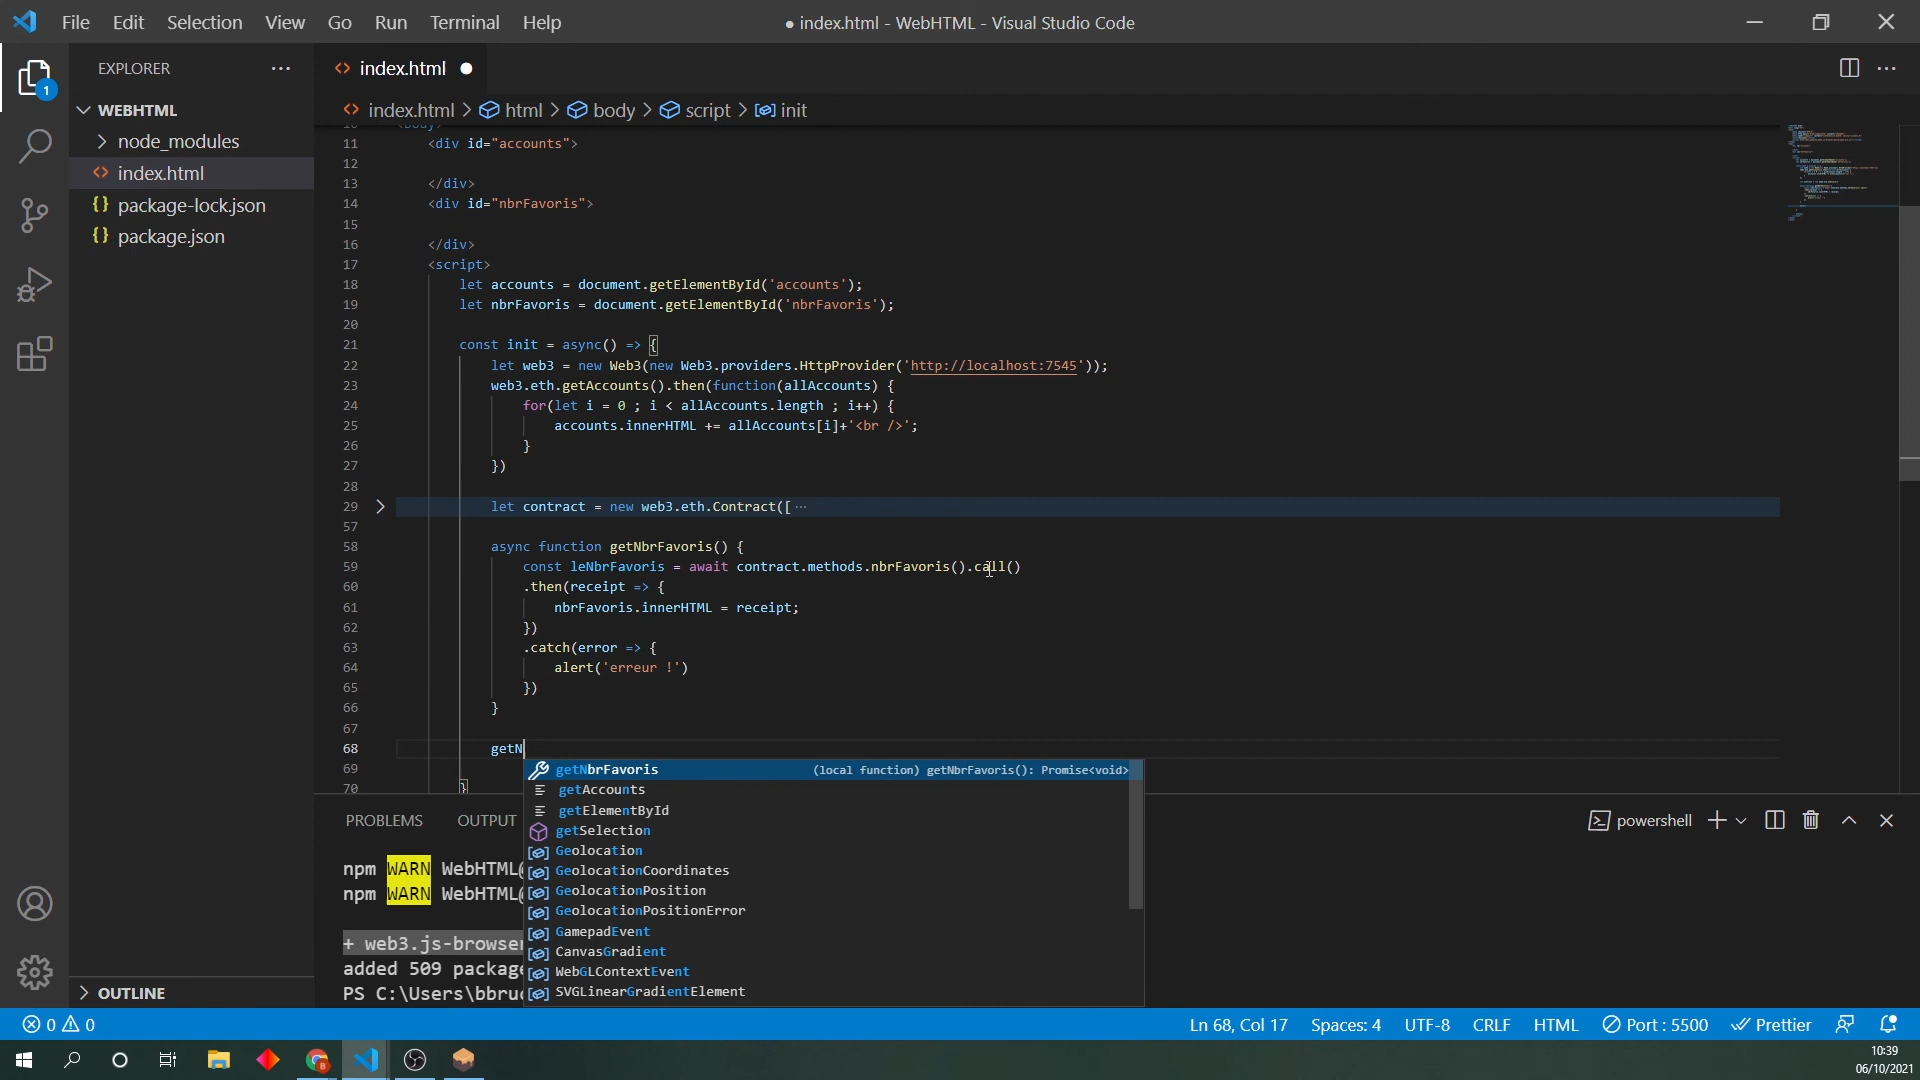 File Edit Selection View Go Run Terminal Help
● index.html - WebHTML - Visual Studio Code
EXPLORER
1
WEBHTML
node_modules
index.html
package-lock.json
package.json
OUTLINE
index.html
index.html > html > body > script > init
11 <div id="accounts">
12
13 </div>
14 <div id="nbrFavoris">
15
16 </div>
17 <script>
18 let accounts = document.getElementById('accounts');
19 let nbrFavoris = document.getElementById('nbrFavoris');
20
21 const init = async() => {
22 let web3 = new Web3(new Web3.providers.HttpProvider('http://localhost:7545'));
23 web3.eth.getAccounts().then(function(allAccounts) {
24 for(let i = 0 ; i < allAccounts.length ; i++) {
25 accounts.innerHTML += allAccounts[i]+'<br />';
26 }
27 })
28
29 let contract = new web3.eth.Contract([ ···
57
58 async function getNbrFavoris() {
59 const leNbrFavoris = await contract.methods.nbrFavoris().call()
60 .then(receipt => {
61 nbrFavoris.innerHTML = receipt;
62 })
63 .catch(error => {
64 alert('erreur !')
65 })
66 }
67
68 getN
69
70 }
getNbrFavoris (local function) getNbrFavoris(): Promise<void>
getAccounts
getElementById
getSelection
Geolocation
GeolocationCoordinates
GeolocationPosition
GeolocationPositionError
GamepadEvent
CanvasGradient
WebGLContextEvent
SVGLinearGradientElement
PROBLEMS OUTPUT
powershell
npm WARN WebHTML@
npm WARN WebHTML@
+ web3.js-browser
added 509 package
PS C:\Users\bbruc
0 0
Ln 68, Col 17 Spaces: 4 UTF-8 CRLF HTML Port : 5500 Prettier
10:39
06/10/2021